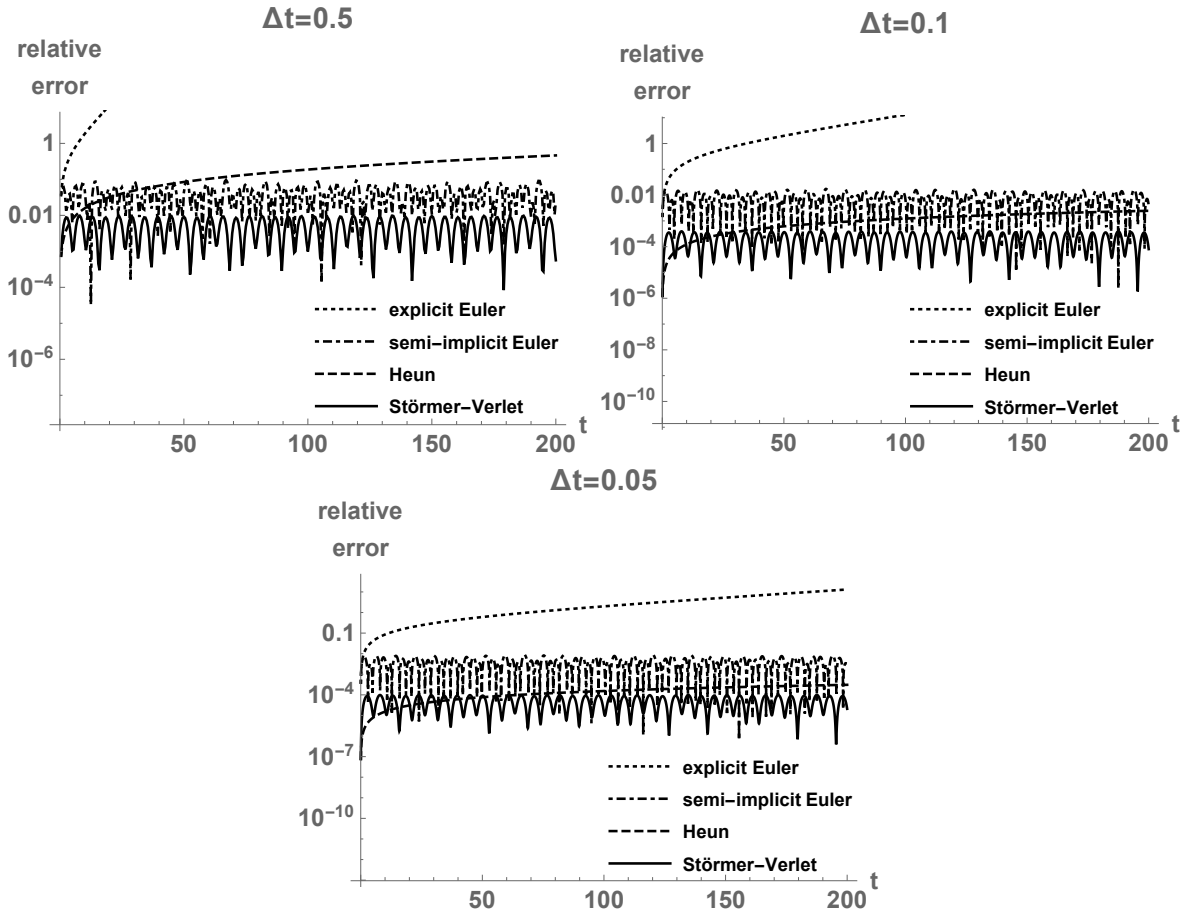 Δt=0.5
relative
error
1
0.01
10⁻⁴
10⁻⁶
explicit Euler
semi-implicit Euler
Heun
Störmer-Verlet
50 100 150 200 t
Δt=0.1
relative
error
1
0.01
10⁻⁴
10⁻⁶
10⁻⁸
10⁻¹⁰
explicit Euler
semi-implicit Euler
Heun
Störmer-Verlet
50 100 150 200 t
Δt=0.05
relative
error
0.1
10⁻⁴
10⁻⁷
10⁻¹⁰
explicit Euler
semi-implicit Euler
Heun
Störmer-Verlet
50 100 150 200 t